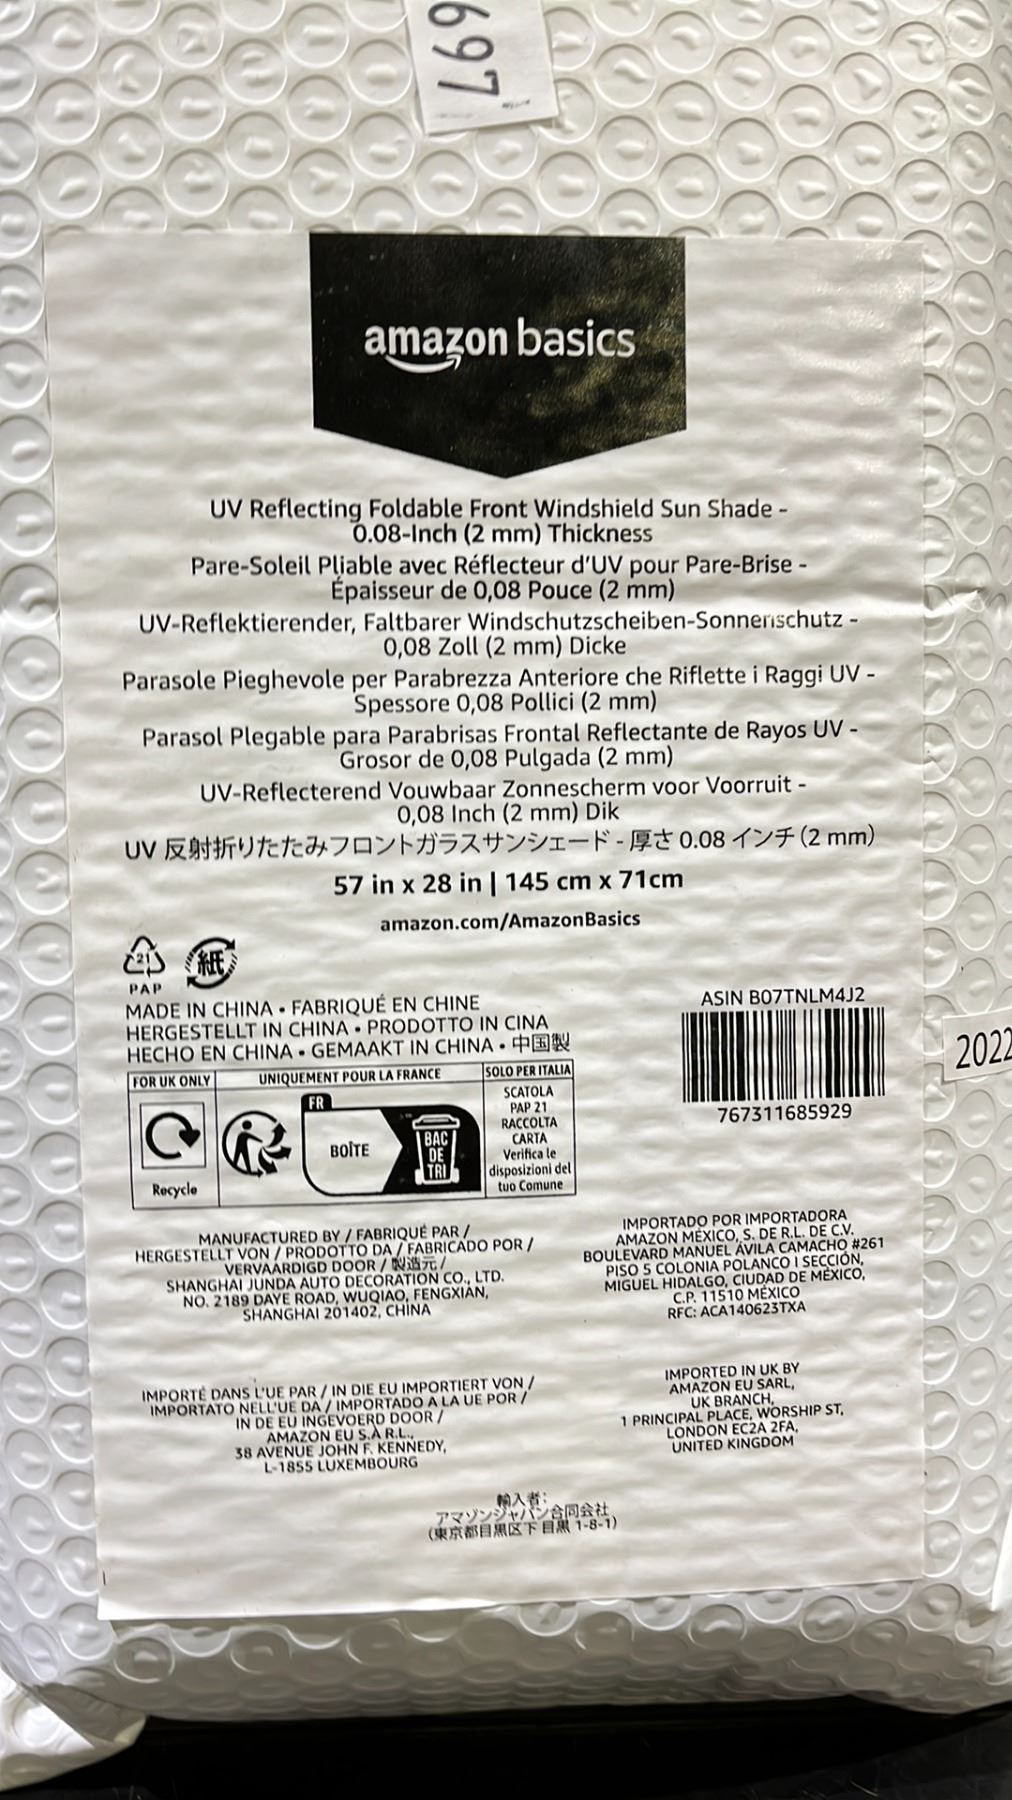 697
amazon basics
UV Reflecting Foldable Front Windshield Sun Shade -
0.08-Inch (2 mm) Thickness
Pare-Soleil Pliable avec Réflecteur d'UV pour Pare-Brise -
Épaisseur de 0,08 Pouce (2 mm)
UV-Reflektierender, Faltbarer Windschutzscheiben-Sonnenschutz -
0,08 Zoll (2 mm) Dicke
Parasole Pieghevole per Parabrezza Anteriore che Riflette i Raggi UV -
Spessore 0,08 Pollici (2 mm)
Parasol Plegable para Parabrisas Frontal Reflectante de Rayos UV -
Grosor de 0,08 Pulgada (2 mm)
UV-Reflecterend Vouwbaar Zonnescherm voor Voorruit -
0,08 Inch (2 mm) Dik
UV 反射折りたたみフロントガラスサンシェード - 厚さ 0.08 インチ (2 mm)
57 in x 28 in | 145 cm x 71cm
amazon.com/AmazonBasics
21
PAP
紙
MADE IN CHINA • FABRIQUÉ EN CHINE
HERGESTELLT IN CHINA • PRODOTTO IN CINA
HECHO EN CHINA • GEMAAKT IN CHINA • 中国製
ASIN B07TNLM4J2
767311685929
2022
FOR UK ONLY
Recycle
UNIQUEMENT POUR LA FRANCE
FR
BOÎTE
BAC
DE
TRI
SOLO PER ITALIA
SCATOLA
PAP 21
RACCOLTA
CARTA
Verifica le
disposizioni del
tuo Comune
MANUFACTURED BY / FABRIQUÉ PAR /
HERGESTELLT VON / PRODOTTO DA / FABRICADO POR /
VERVAARDIGD DOOR / 製造元 /
SHANGHAI JUNDA AUTO DECORATION CO., LTD.
NO. 2189 DAYE ROAD, WUQIAO, FENGXIAN,
SHANGHAI 201402, CHINA
IMPORTADO POR IMPORTADORA
AMAZON MÉXICO, S. DE R.L. DE C.V.
BOULEVARD MANUEL ÁVILA CAMACHO #261
PISO 5 COLONIA POLANCO I SECCIÓN,
MIGUEL HIDALGO, CIUDAD DE MÉXICO,
C.P. 11510 MÉXICO
RFC: ACA140623TXA
IMPORTÉ DANS L'UE PAR / IN DIE EU IMPORTIERT VON /
IMPORTATO NELL'UE DA / IMPORTADO A LA UE POR /
IN DE EU INGEVOERD DOOR /
AMAZON EU S.À R.L.,
38 AVENUE JOHN F. KENNEDY,
L-1855 LUXEMBOURG
IMPORTED IN UK BY
AMAZON EU SARL,
UK BRANCH,
1 PRINCIPAL PLACE, WORSHIP ST,
LONDON EC2A 2FA,
UNITED KINGDOM
輸入者:
アマゾンジャパン合同会社
(東京都目黒区下目黒 1-8-1)